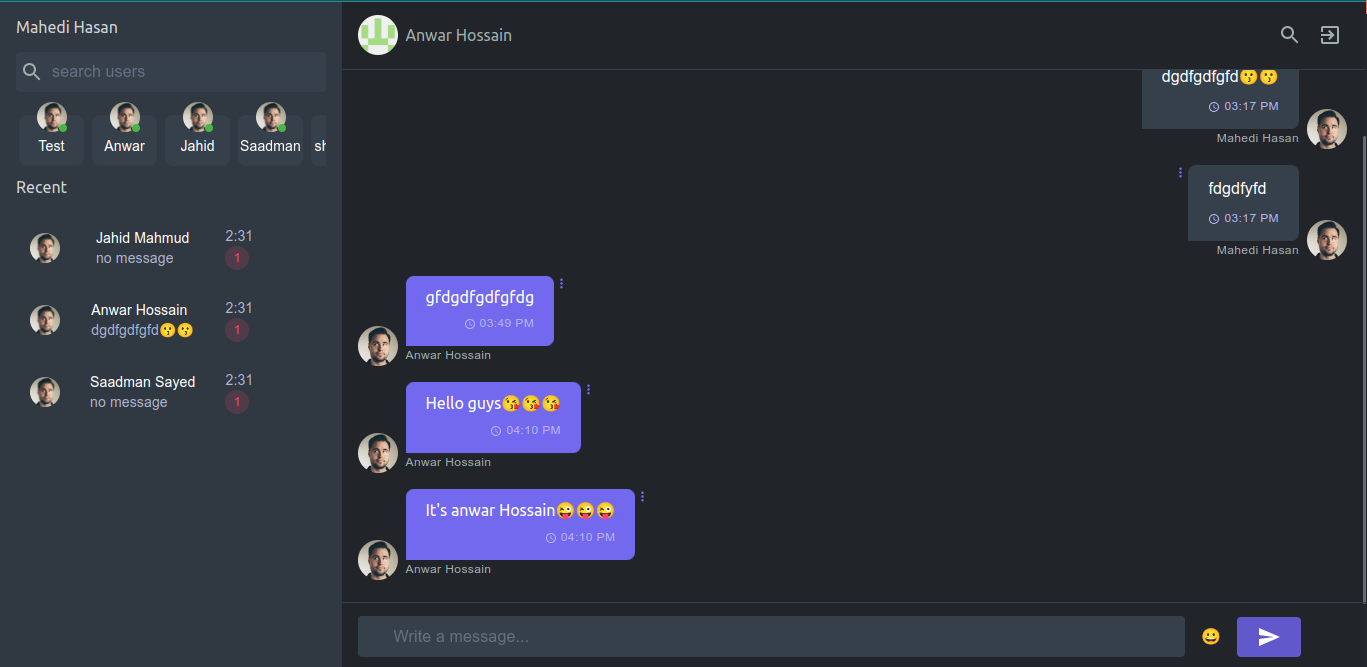 Mahedi Hasan
search users
Test Anwar Jahid Saadman sh
Recent
Jahid Mahmud 2:31
no message 1
Anwar Hossain 2:31
dgdfgdfgfd😗😗 1
Saadman Sayed 2:31
no message 1
Anwar Hossain
dgdfgdfgfd😗😗
03:17 PM
Mahedi Hasan
fdgdfyfd
03:17 PM
Mahedi Hasan
gfdgdfgdfgfdg
03:49 PM
Anwar Hossain
Hello guys😘😘😘
04:10 PM
Anwar Hossain
It's anwar Hossain😜😜😜
04:10 PM
Anwar Hossain
Write a message...
😀